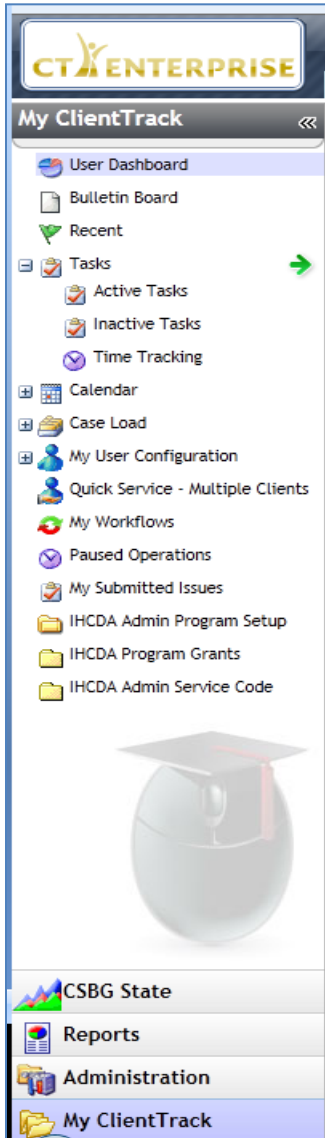 CT ENTERPRISE
My ClientTrack
User Dashboard
Bulletin Board
Recent
Tasks
Active Tasks
Inactive Tasks
Time Tracking
Calendar
Case Load
My User Configuration
Quick Service - Multiple Clients
My Workflows
Paused Operations
My Submitted Issues
IHCDA Admin Program Setup
IHCDA Program Grants
IHCDA Admin Service Code
CSBG State
Reports
Administration
My ClientTrack